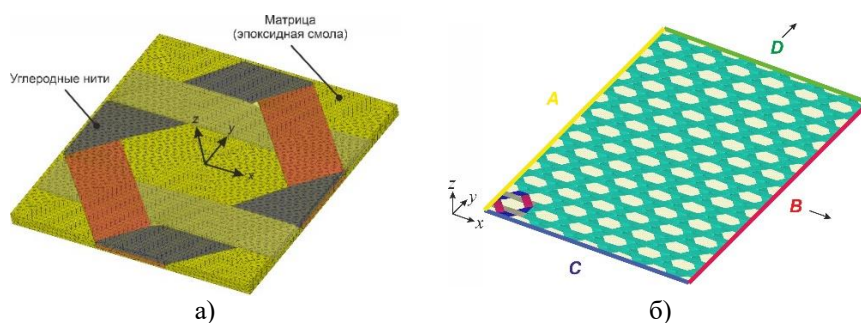 Матрица
(эпоксидная смола)
Углеродные нити
z
y
x
а)
A
D
B
C
z
y
x
б)